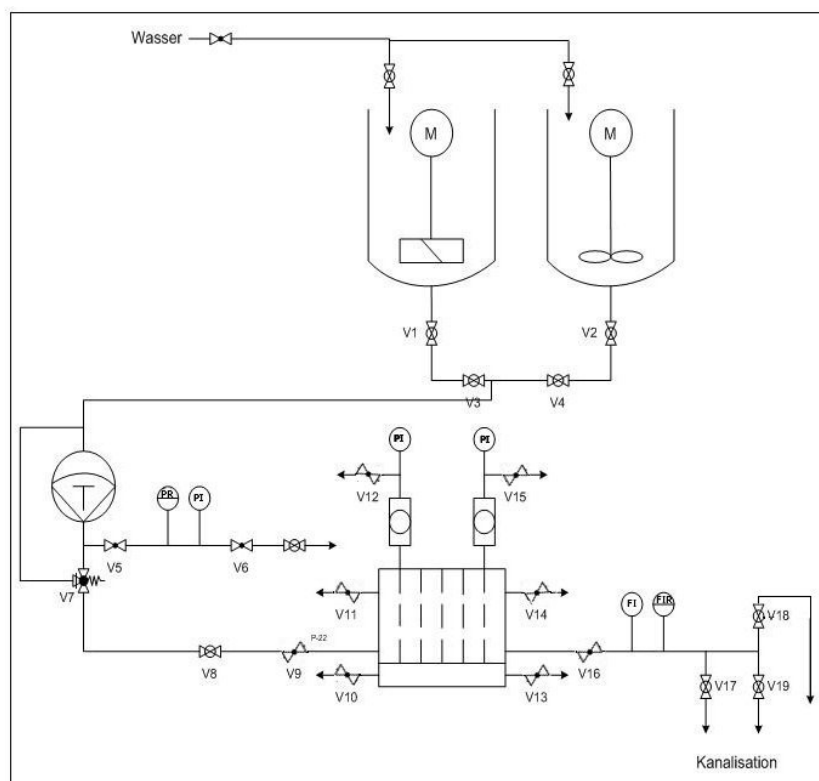 Wasser
M M
V1 V2
V3 V4
PI PI
V12 V15
PR PI
V5 V6
V7
V11 V14
FI FIR
V18
P-22
V8 V9 V16
V10 V13 V17 V19
Kanalisation